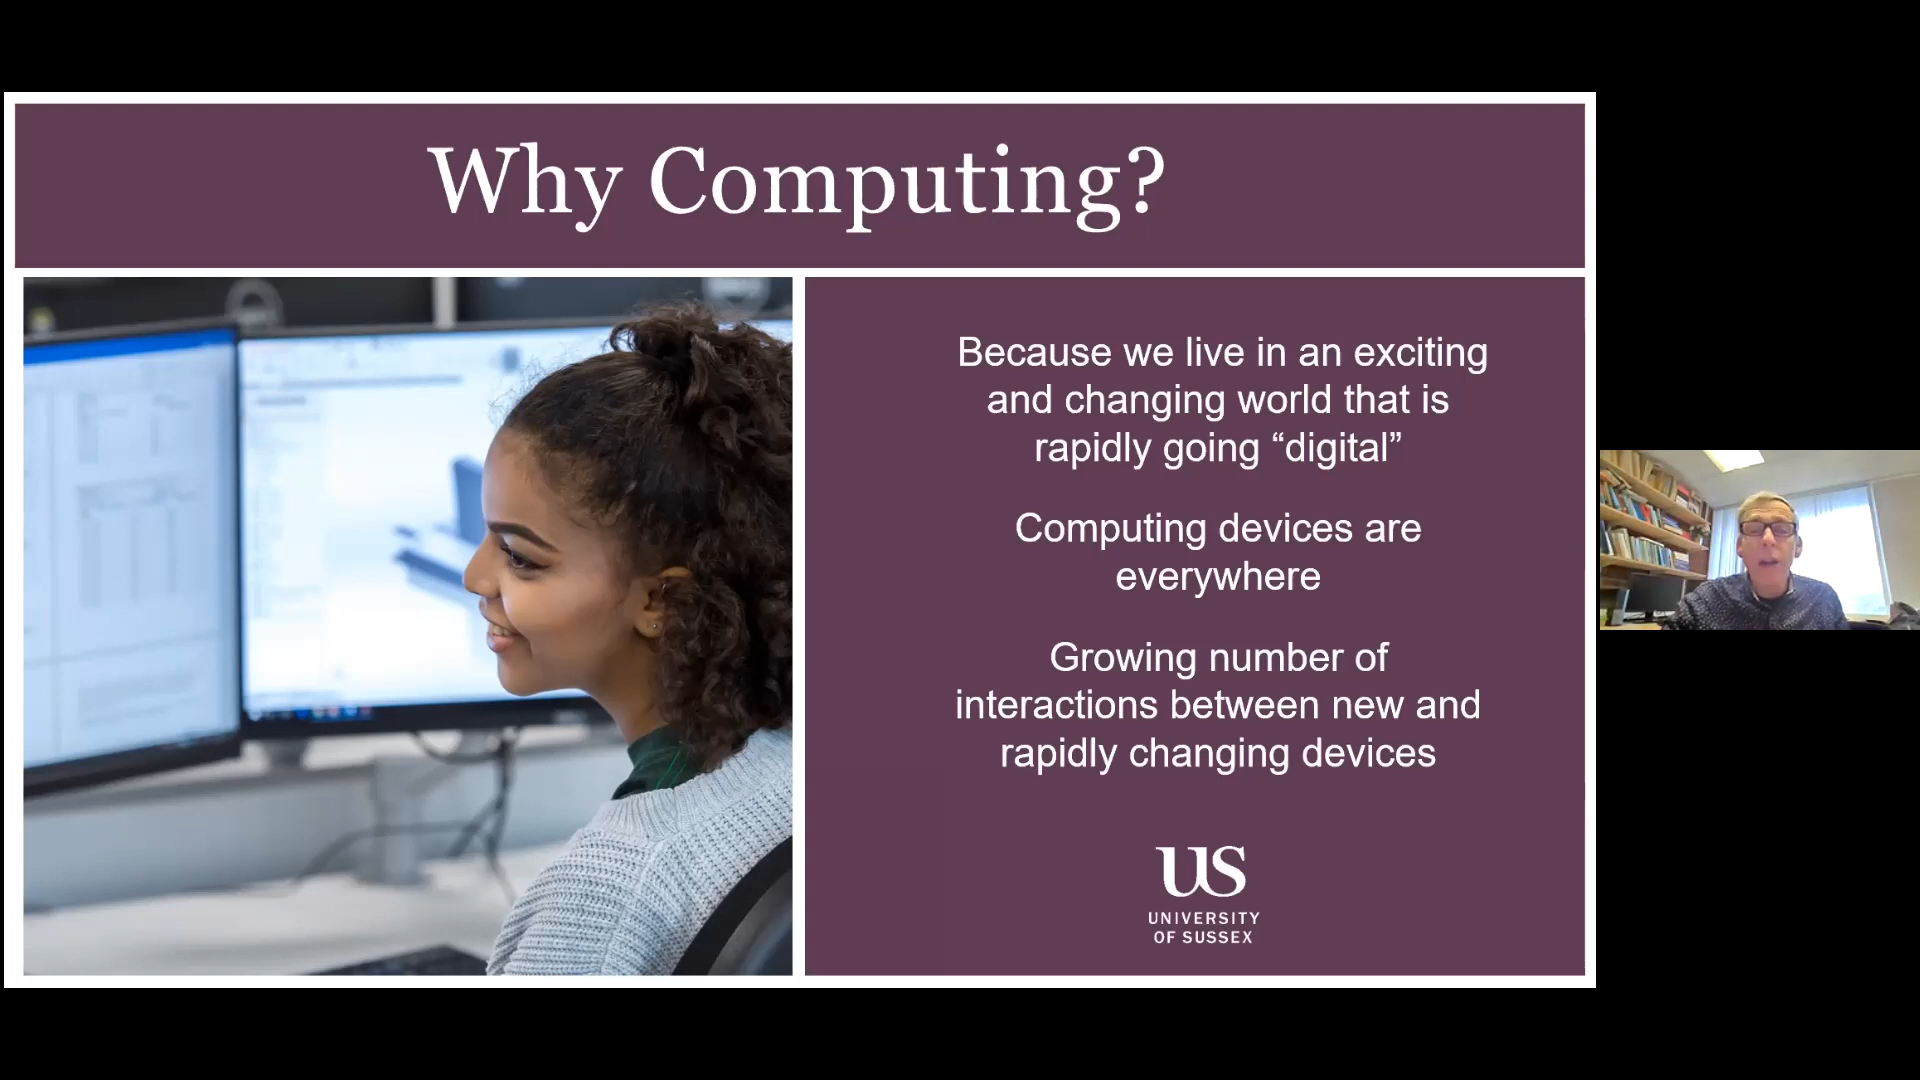 Why Computing?
Because we live in an exciting
and changing world that is
rapidly going “digital”
Computing devices are
everywhere
Growing number of
interactions between new and
rapidly changing devices
US
UNIVERSITY
OF SUSSEX